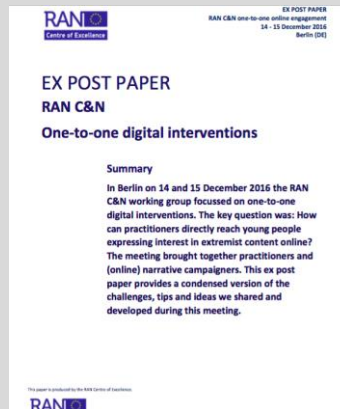 RAN
Centre of Excellence
EX POST PAPER
RAN C&N one-to-one online engagement
14 - 15 December 2016
Berlin (DE)
EX POST PAPER
RAN C&N
One-to-one digital interventions
Summary
In Berlin on 14 and 15 December 2016 the RAN
C&N working group focussed on one-to-one
digital interventions. The key question was: How
can practitioners directly reach young people
expressing interest in extremist content online?
The meeting brought together practitioners and
(online) narrative campaigners. This ex post
paper provides a condensed version of the
challenges, tips and ideas we shared and
developed during this meeting.
This paper is produced by the RAN Centre of Excellence.
RAN